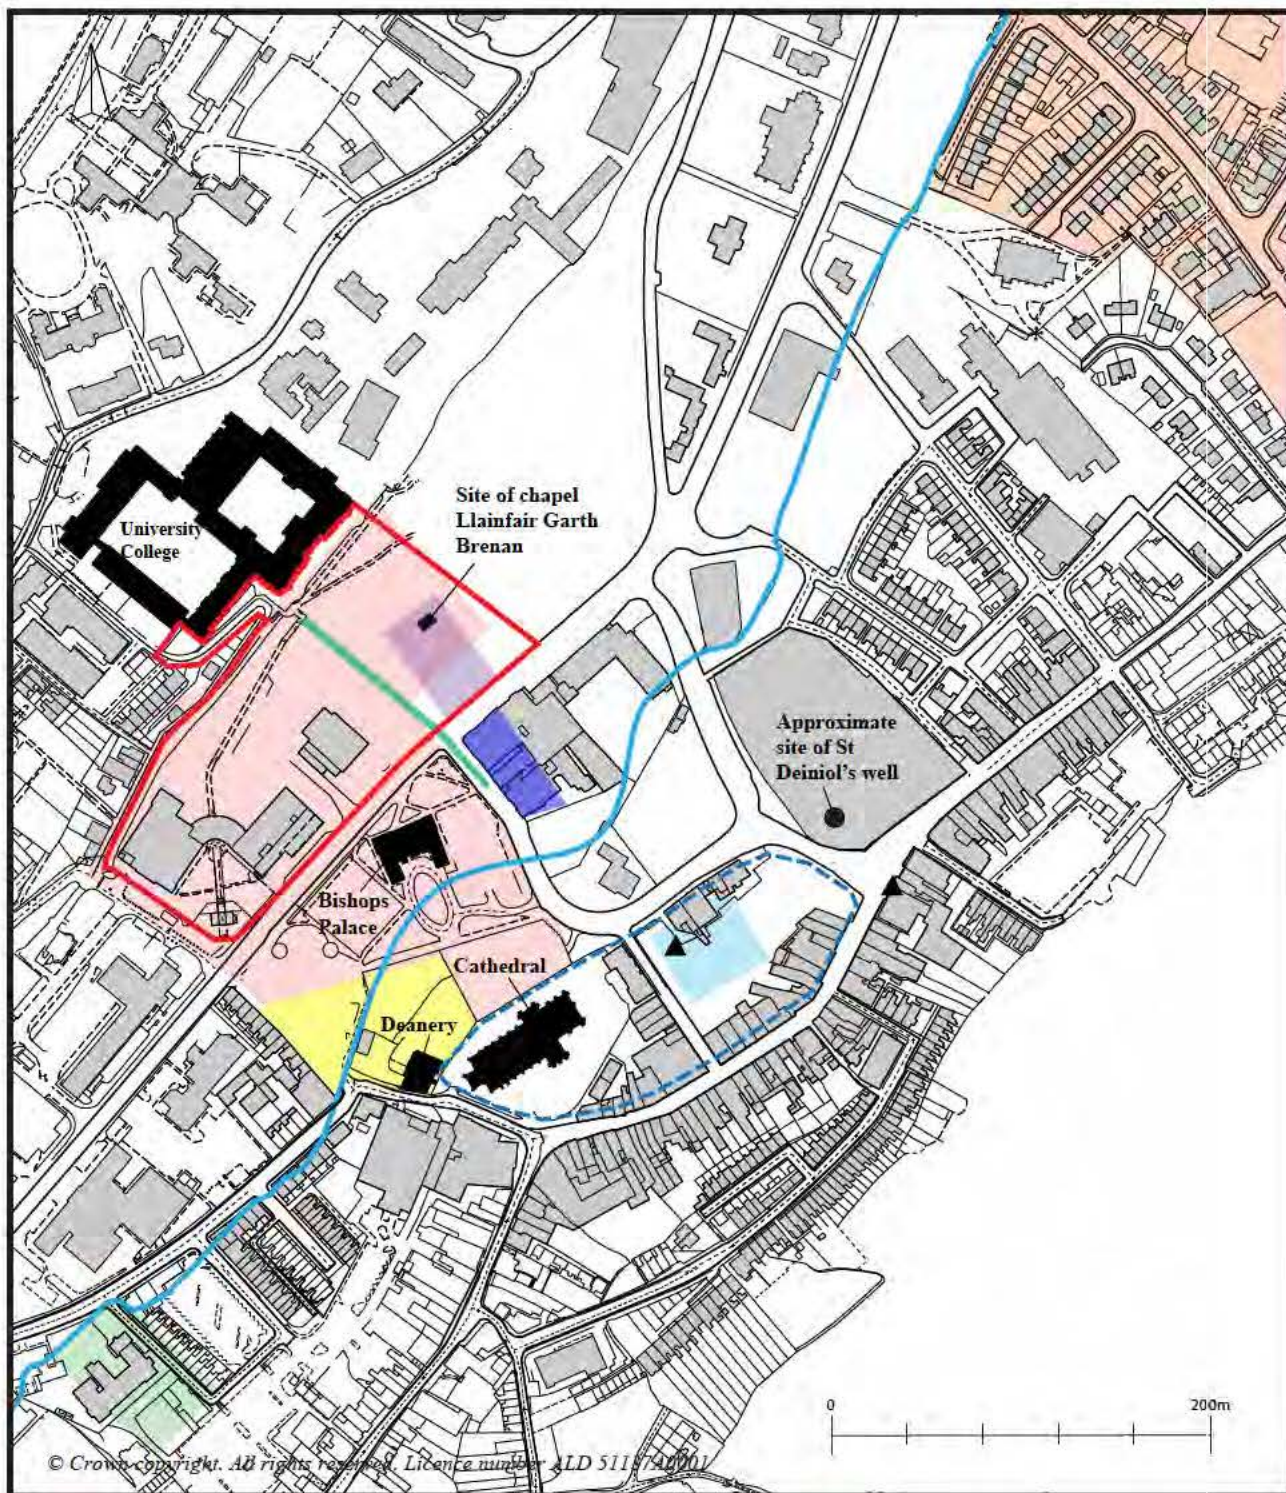 Site of chapel
Llainfair Garth
Brenan
University
College
Approximate
site of St
Deiniol's well
Bishops
Palace
Cathedral
Deanery
0
200m
© Crown copyright. All rights reserved. Licence number ALD